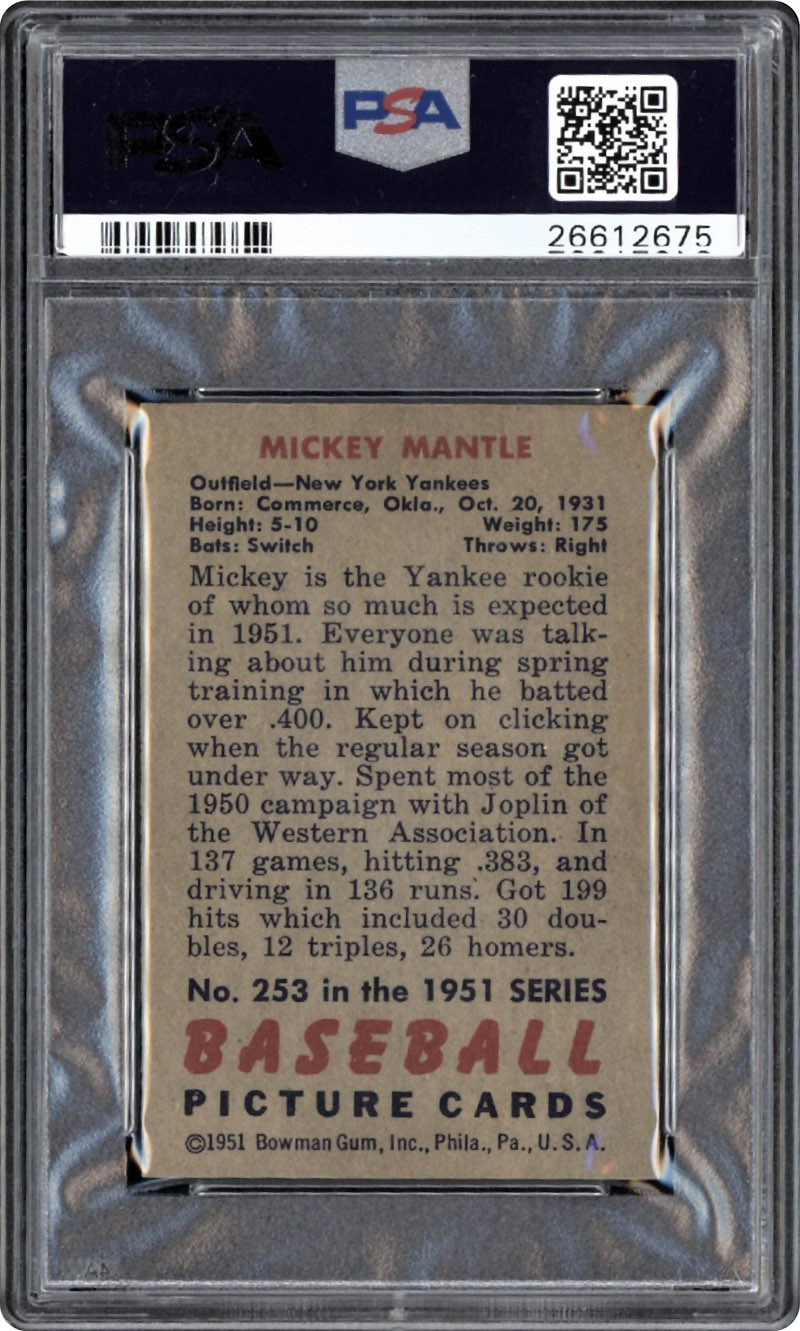 PSA
PSA
26612675
MICKEY MANTLE
Outfield—New York Yankees
Born: Commerce, Okla., Oct. 20, 1931
Height: 5-10 Weight: 175
Bats: Switch Throws: Right
Mickey is the Yankee rookie
of whom so much is expected
in 1951. Everyone was talk-
ing about him during spring
training in which he batted
over .400. Kept on clicking
when the regular season got
under way. Spent most of the
1950 campaign with Joplin of
the Western Association. In
137 games, hitting .383, and
driving in 136 runs. Got 199
hits which included 30 dou-
bles, 12 triples, 26 homers.
No. 253 in the 1951 SERIES
BASEBALL
PICTURE CARDS
©1951 Bowman Gum, Inc., Phila., Pa., U.S.A.